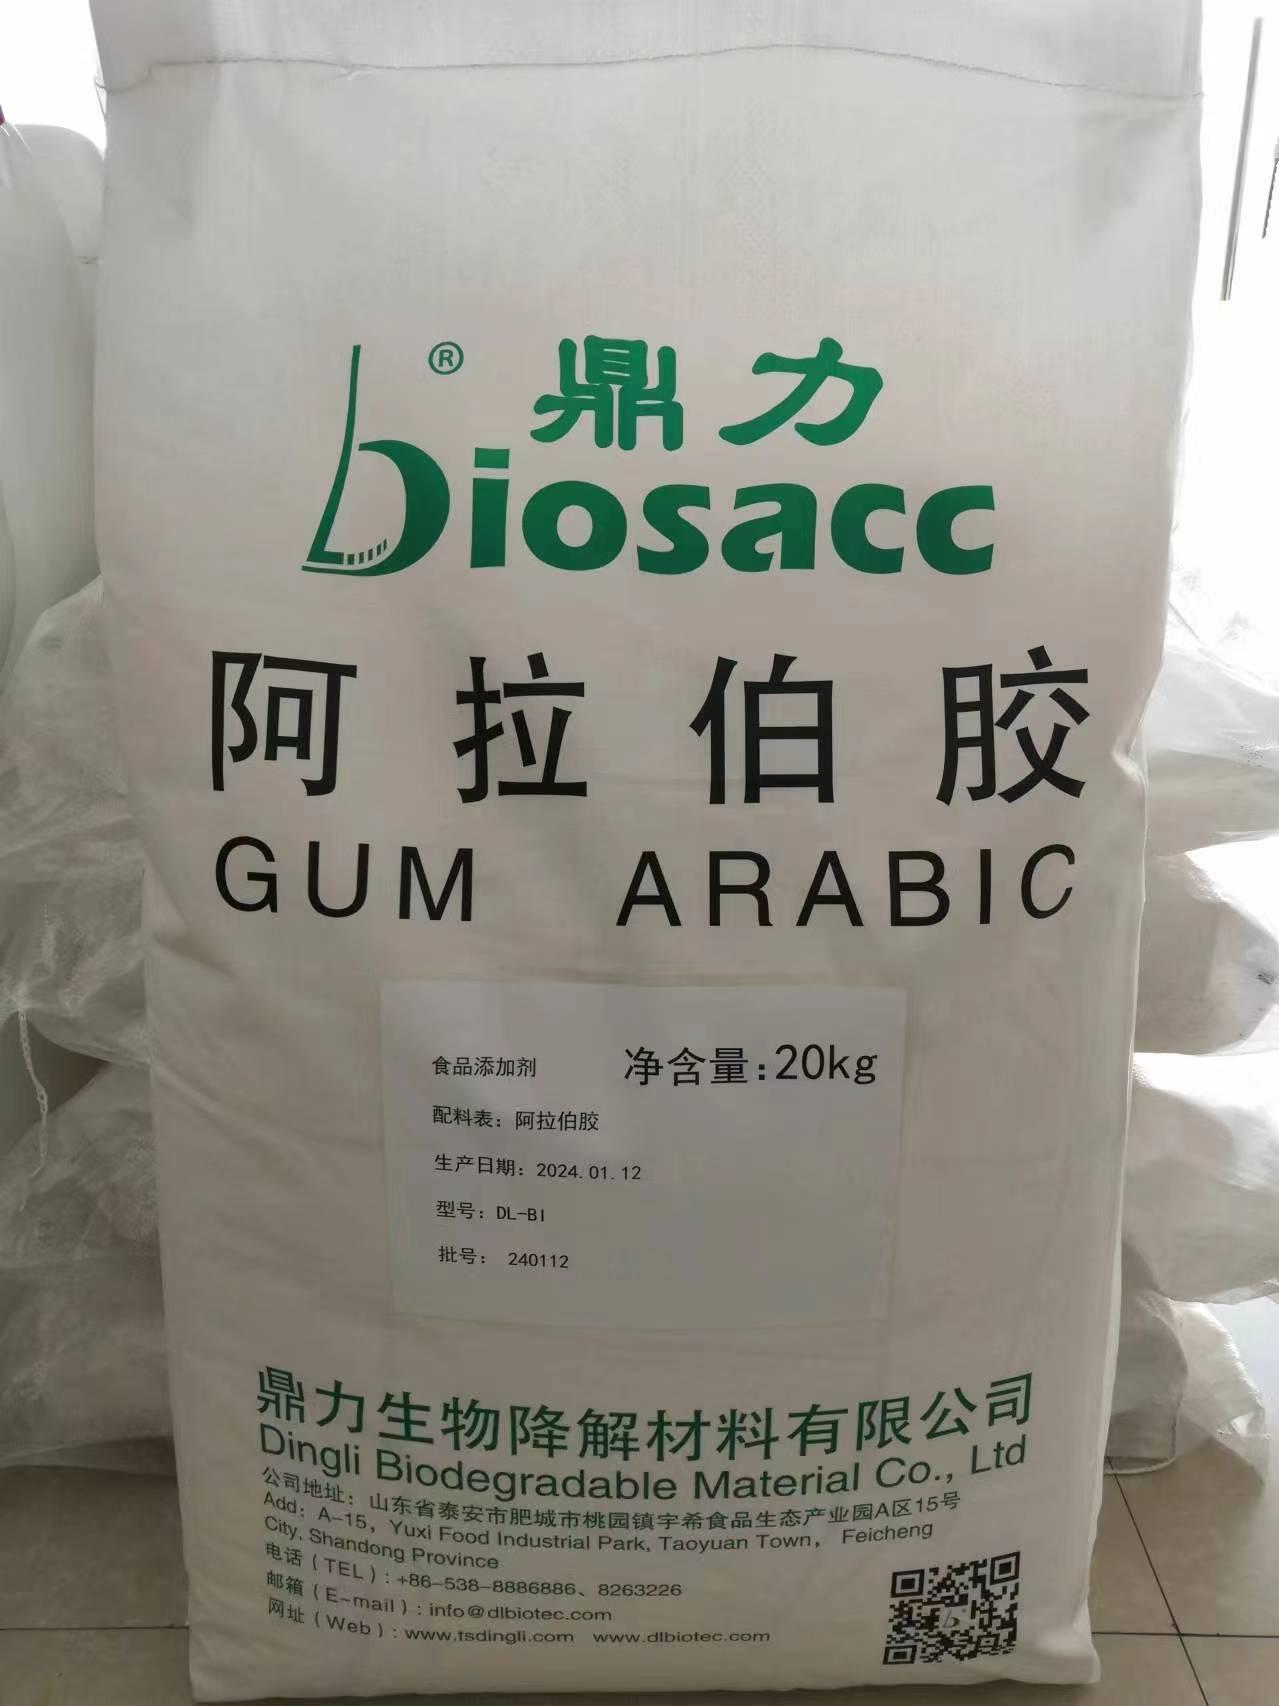 ® 鼎力
biosacc
阿拉伯胶
GUM ARABIC
食品添加剂 净含量:20kg
配料表：阿拉伯胶
生产日期：2024.01.12
型号：DL-BI
批号： 240112
鼎力生物降解材料有限公司
Dingli Biodegradable Material Co., Ltd
公司地址：山东省泰安市肥城市桃园镇宇希食品生态产业园A区15号
Add: A-15, Yuxi Food Industrial Park, Taoyuan Town, Feicheng
City, Shandong Province
电话（TEL）: +86-538-8886886、8263226
邮箱（E-mail）: info@dlbiotec.com
网址（Web）: www.tsdingli.com www.dlbiotec.com